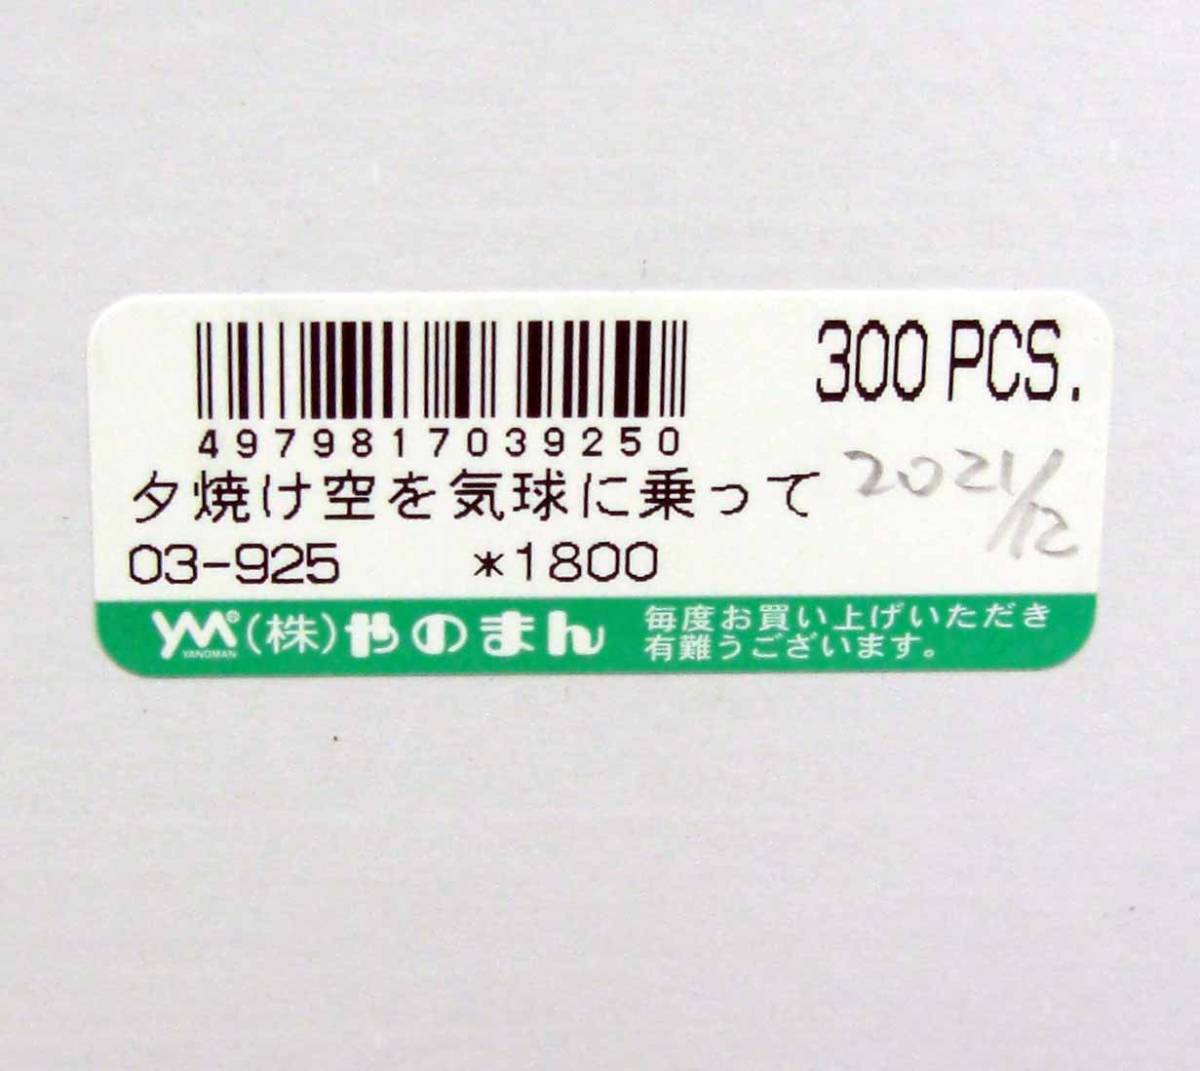 300 PCS.
4979817039250
夕焼け空を気球に乗って
2021/12
03-925 *1800
YM® YANOMAN (株)やのまん
毎度お買い上げいただき
有難うございます。